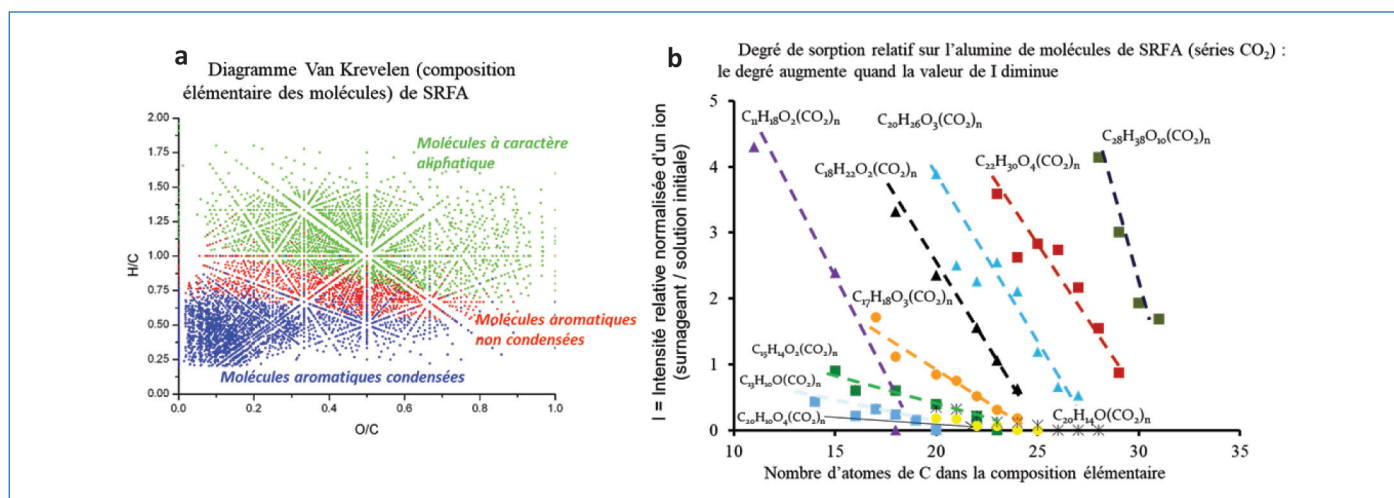 a
Diagramme Van Krevelen (composition
élémentaire des molécules) de SRFA
2.00
1.75
1.50
1.25
1.00
0.75
0.50
0.25
0.00
H/C
0.0
0.2
0.4
0.6
0.8
1.0
O/C
Molécules à caractère
aliphatique
Molécules aromatiques
non condensées
Molécules aromatiques condensées
b
Degré de sorption relatif sur l’alumine de molécules de SRFA (séries CO₂) :
le degré augmente quand la valeur de I diminue
I = Intensité relative normalisée d’un ion
(surnageant / solution initiale)
5
4
3
2
1
0
10
15
20
25
30
35
Nombre d’atomes de C dans la composition élémentaire
C₁₁H₁₈O₂(CO₂)n
C₂₀H₂₆O₃(CO₂)n
C₂₈H₃₈O₁₀(CO₂)n
C₁₈H₂₂O₂(CO₂)n
C₂₂H₃₀O₄(CO₂)n
C₁₇H₁₈O₃(CO₂)n
C₁₅H₁₄O₂(CO₂)n
C₁₃H₁₀O(CO₂)n
C₂₀H₁₀O₄(CO₂)n
C₂₀H₁₄O(CO₂)n